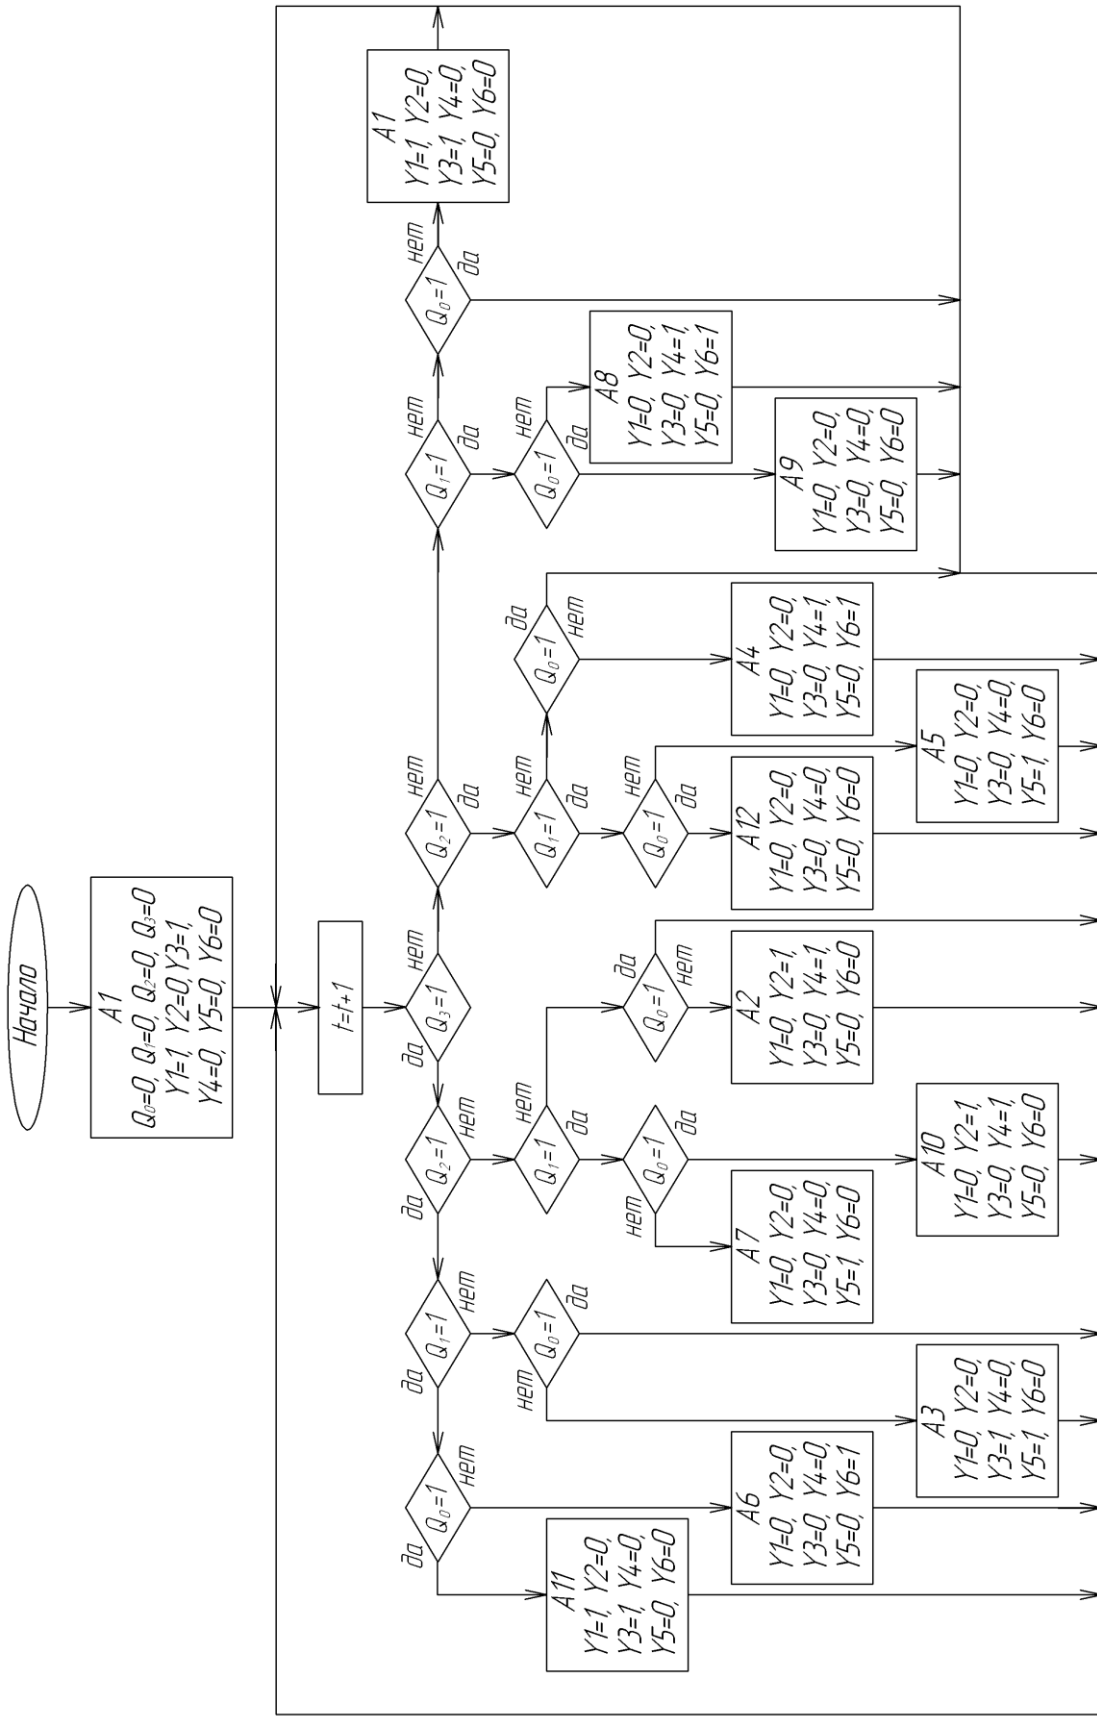 Начало
A1
Q₀=0, Q₁=0, Q₂=0, Q₃=0
Y1=1, Y2=0,Y3=1,
Y4=0, Y5=0, Y6=0
t=t+1
да
да
да
да
нет
нет
нет
нет
Q₀=1
Q₁=1
Q₂=1
Q₃=1
Q₂=1
Q₁=1
Q₀=1
нет
нет
нет
да
да
да
A1
Y1=1, Y2=0,
Y3=1, Y4=0,
Y5=0, Y6=0
нет
нет
нет
да
нет
Q₀=1
Q₁=1
Q₁=1
Q₀=1
Q₀=1
да
да
да
нет
да
A11
Y1=1, Y2=0,
Y3=1, Y4=0,
Y5=0, Y6=0
A8
Y1=0, Y2=0,
Y3=0, Y4=1,
Y5=0, Y6=1
нет
да
нет
Q₀=1
Q₀=1
Q₀=1
да
нет
да
A6
Y1=0, Y2=0,
Y3=0, Y4=0,
Y5=0, Y6=1
A7
Y1=0, Y2=0,
Y3=0, Y4=0,
Y5=1, Y6=0
A2
Y1=0, Y2=1,
Y3=0, Y4=1,
Y5=0, Y6=0
A12
Y1=0, Y2=0,
Y3=0, Y4=0,
Y5=0, Y6=0
A4
Y1=0, Y2=0,
Y3=0, Y4=1,
Y5=0, Y6=1
A9
Y1=0, Y2=0,
Y3=0, Y4=0,
Y5=0, Y6=0
A3
Y1=0, Y2=0,
Y3=1, Y4=0,
Y5=1, Y6=0
A10
Y1=0, Y2=1,
Y3=0, Y4=1,
Y5=0, Y6=0
A5
Y1=0, Y2=0,
Y3=0, Y4=0,
Y5=1, Y6=0